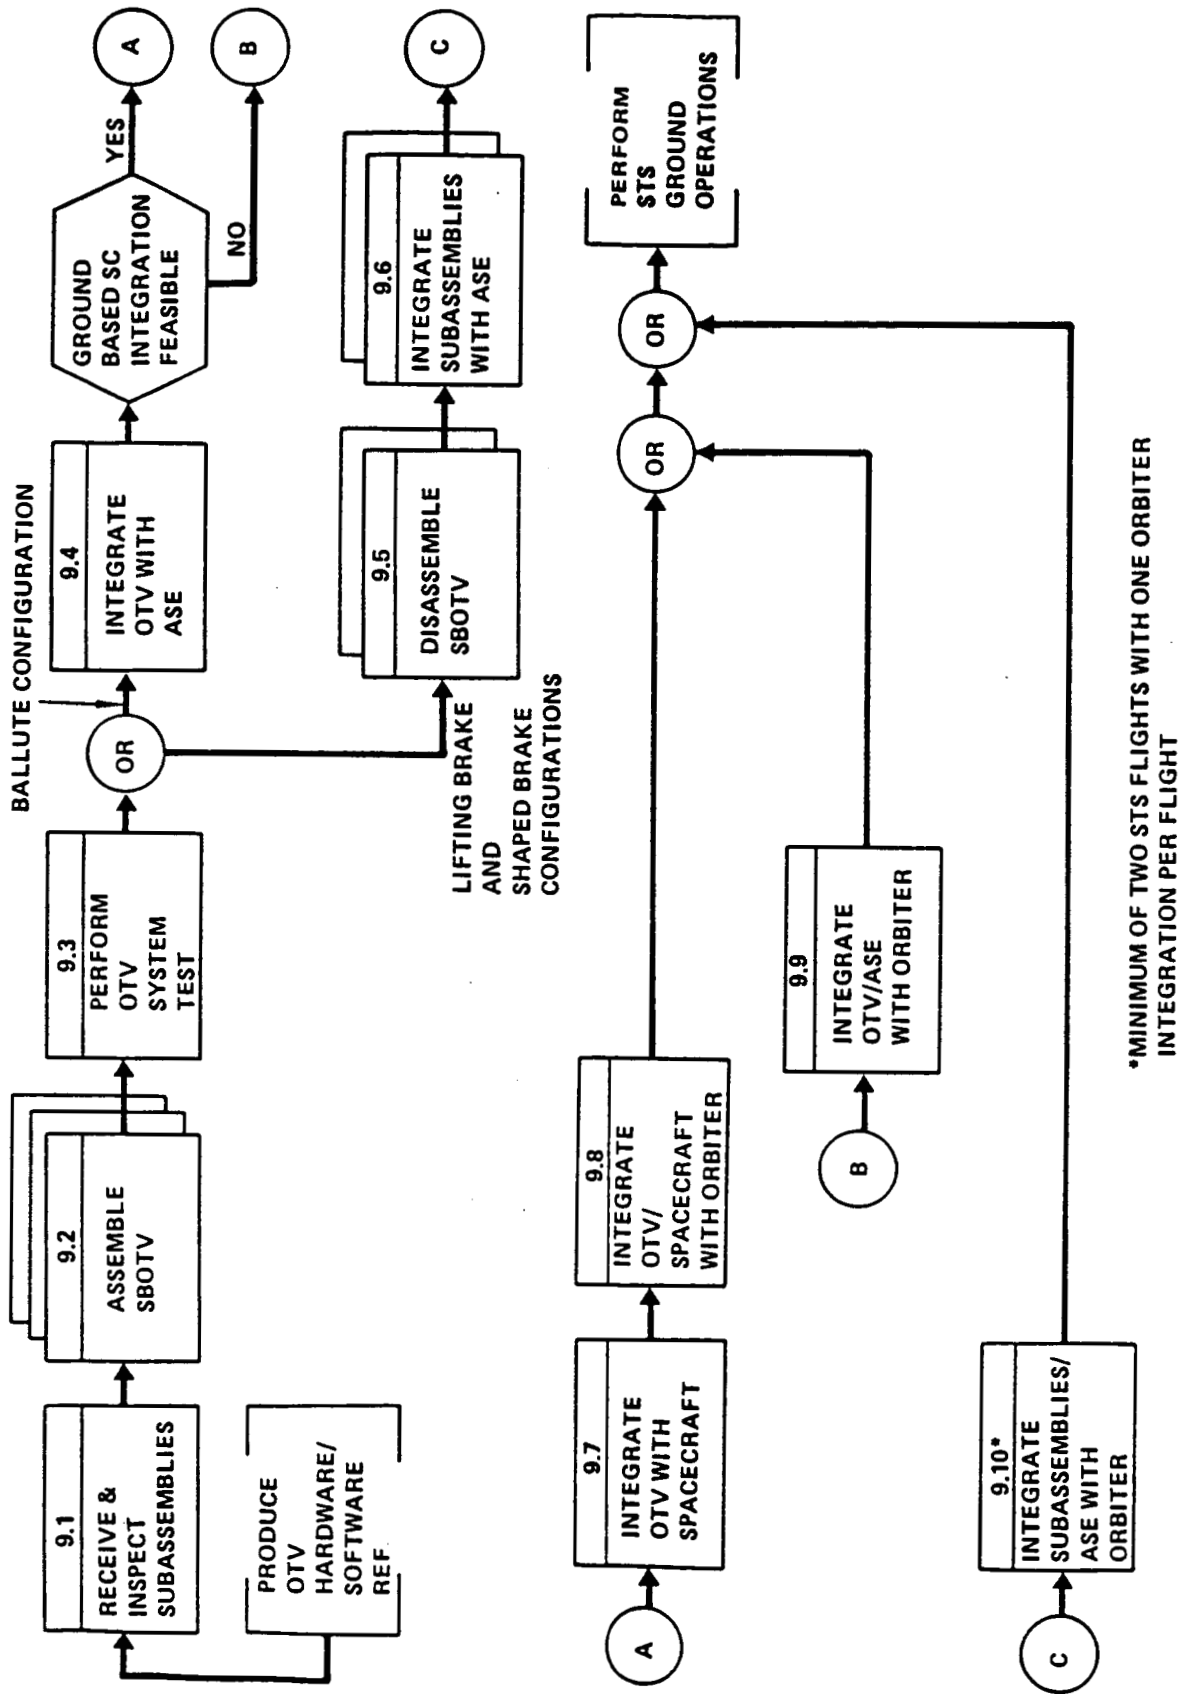 9.1
RECEIVE &
INSPECT
SUBASSEMBLIES
PRODUCE
OTV
HARDWARE/
SOFTWARE
REF.
9.2
ASSEMBLE
SBOTV
9.3
PERFORM
OTV
SYSTEM
TEST
OR
BALLUTE CONFIGURATION
LIFTING BRAKE
AND
SHAPED BRAKE
CONFIGURATIONS
9.4
INTEGRATE
OTV WITH
ASE
GROUND
BASED SC
INTEGRATION
FEASIBLE
YES
A
NO
B
9.5
DISASSEMBLE
SBOTV
9.6
INTEGRATE
SUBASSEMBLIES
WITH ASE
C
A
9.7
INTEGRATE
OTV WITH
SPACECRAFT
9.8
INTEGRATE
OTV/
SPACECRAFT
WITH ORBITER
OR
OR
PERFORM
STS
GROUND
OPERATIONS
B
9.9
INTEGRATE
OTV/ASE
WITH ORBITER
C
9.10*
INTEGRATE
SUBASSEMBLIES/
ASE WITH
ORBITER
*MINIMUM OF TWO STS FLIGHTS WITH ONE ORBITER
INTEGRATION PER FLIGHT